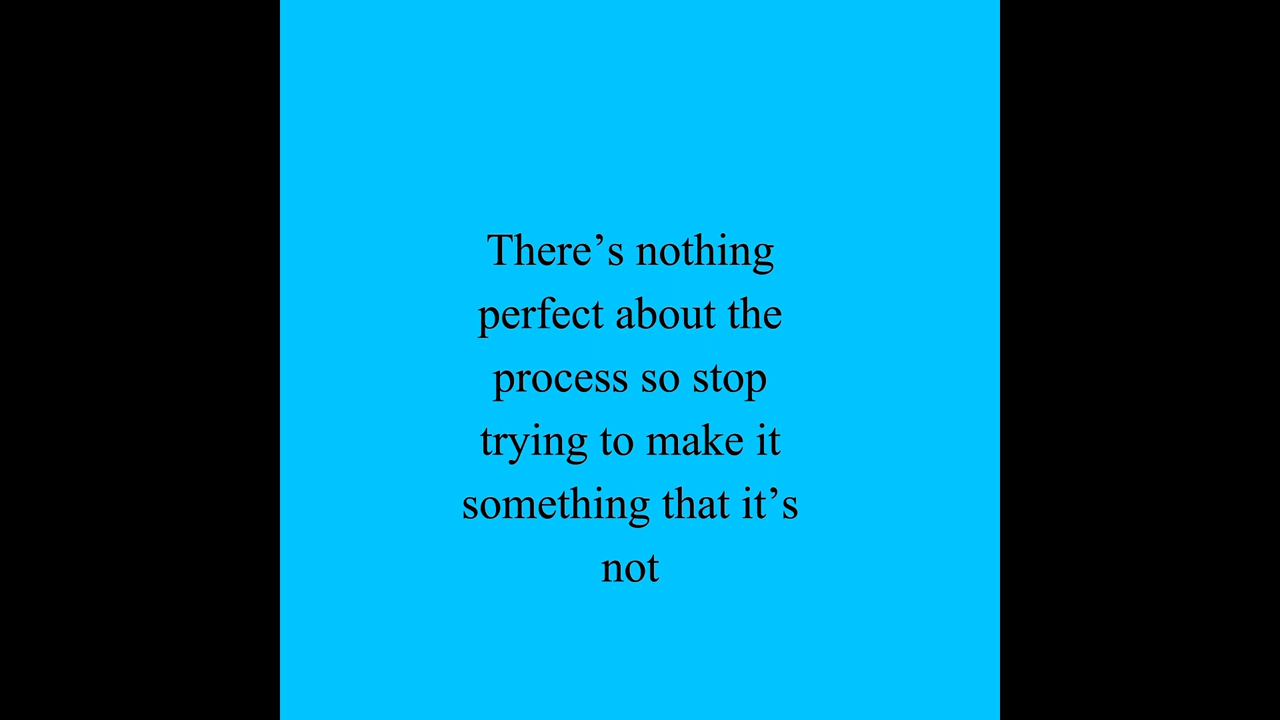 There’s nothing
perfect about the
process so stop
trying to make it
something that it’s
not